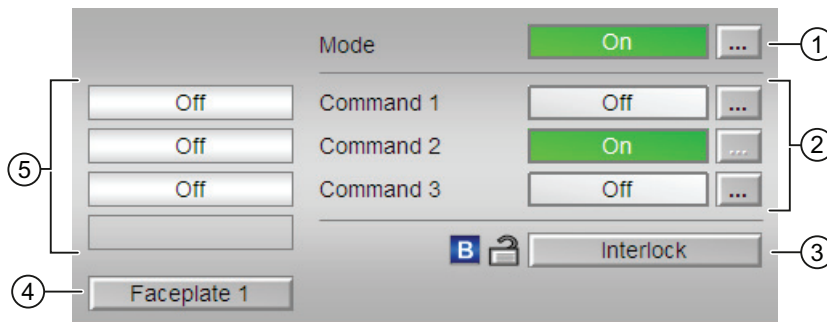 Mode On ... 1
Off Command 1 Off ...
Off Command 2 On ... 2
5
Off Command 3 Off ...
B Interlock 3
4 Faceplate 1